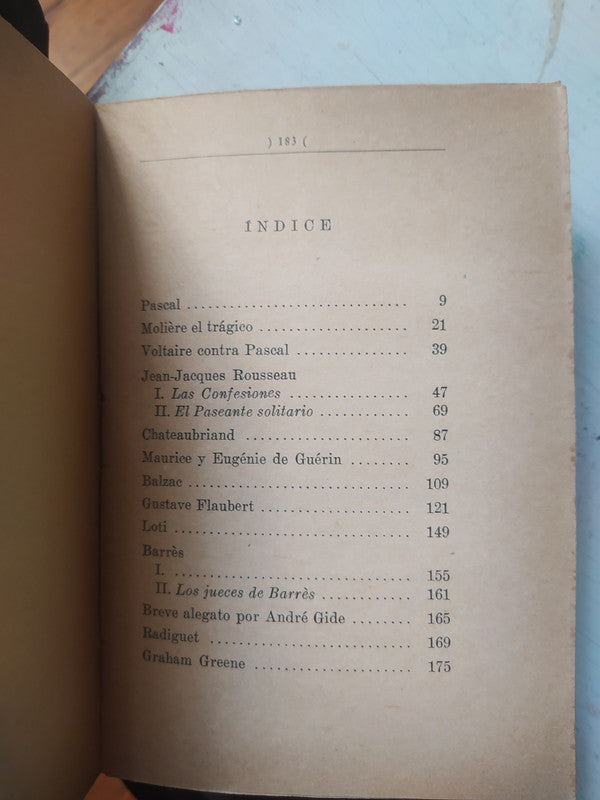 ) 183 (
ÍNDICE
Pascal .............................. 9
Molière el trágico .................... 21
Voltaire contra Pascal ............... 39
Jean-Jacques Rousseau
I. Las Confesiones ................ 47
II. El Paseante solitario ............ 69
Chateaubriand ...................... 87
Maurice y Eugénie de Guérin ........ 95
Balzac .............................. 109
Gustave Flaubert .................... 121
Loti ................................ 149
Barrès
I. ................................ 155
II. Los jueces de Barrès ............ 161
Breve alegato por André Gide ........ 165
Radiguet ........................... 169
Graham Greene ..................... 175